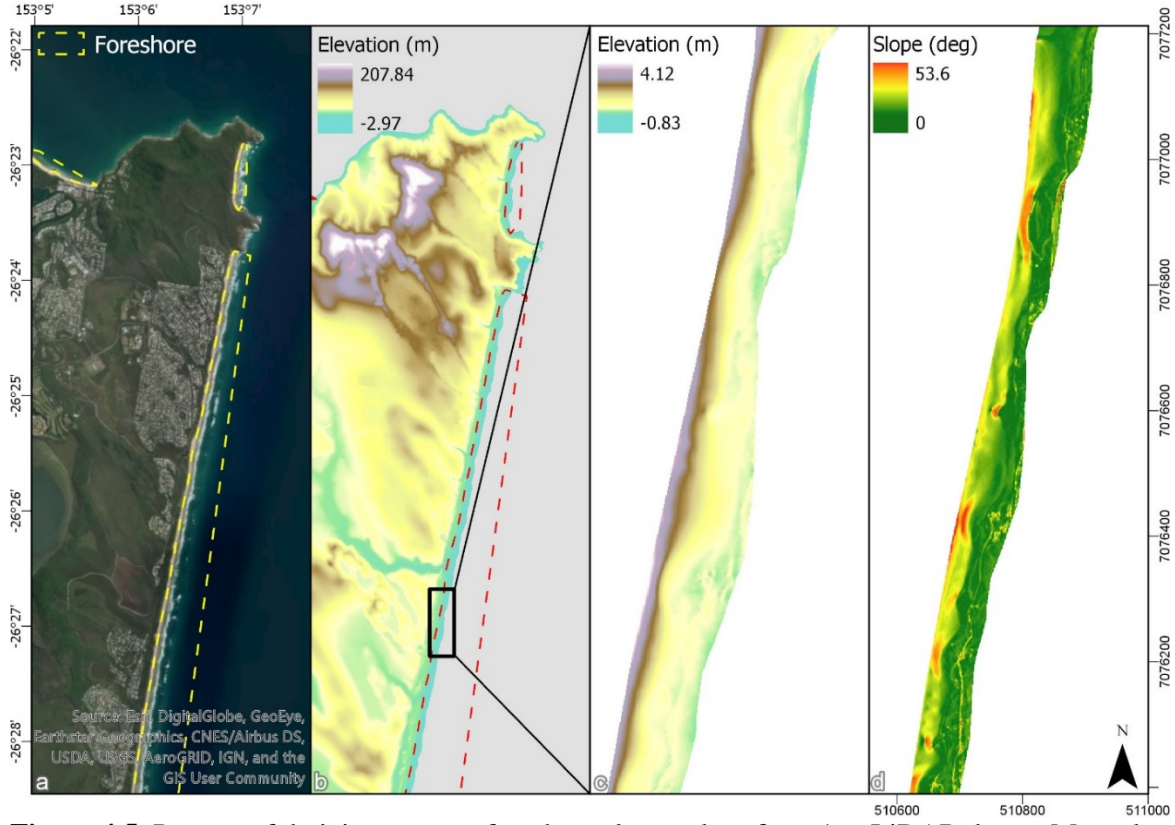 153°5' 153°6' 153°7'
-26°22'
-26°23'
-26°24'
-26°25'
-26°26'
-26°27'
-26°28'
Foreshore
Source: Esri, DigitalGlobe, GeoEye,
Earthstar Geographics, CNES/Airbus DS,
USDA, USGS, AeroGRID, IGN, and the
GIS User Community
a
Elevation (m)
207.84
-2.97
b
Elevation (m)
4.12
-0.83
c
Slope (deg)
53.6
0
N
d
7077200
7077000
7076800
7076600
7076400
7076200
510600 510800 511000